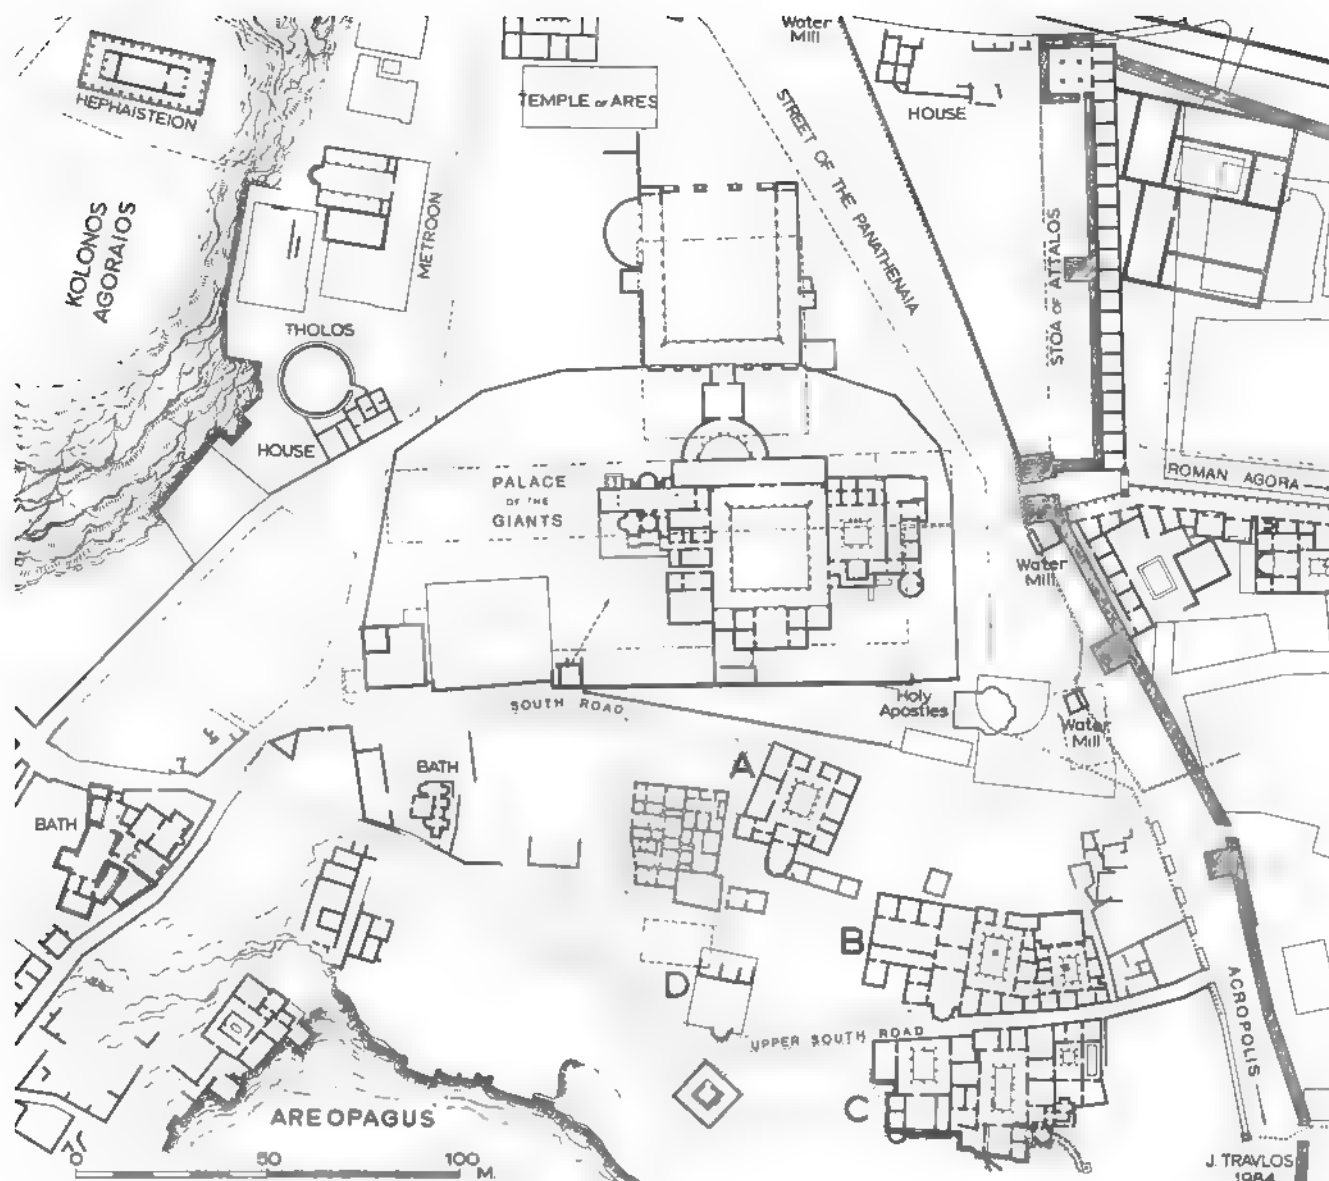 Water
Mill
HEPHAISTEION
TEMPLE OF ARES
HOUSE
STREET OF THE PANATHENAIA
KOLONOS
AGORAIOS
METROON
STOA OF ATTALOS
THOLOS
HOUSE
PALACE
OF THE
GIANTS
ROMAN AGORA
Water
Mill
SOUTH ROAD
Holy
Apostles
Water
Mill
BATH
A
BATH
B
D
ACROPOLIS
UPPER SOUTH ROAD
C
AREOPAGUS
0 50 100
M.
J. TRAVLOS
1984